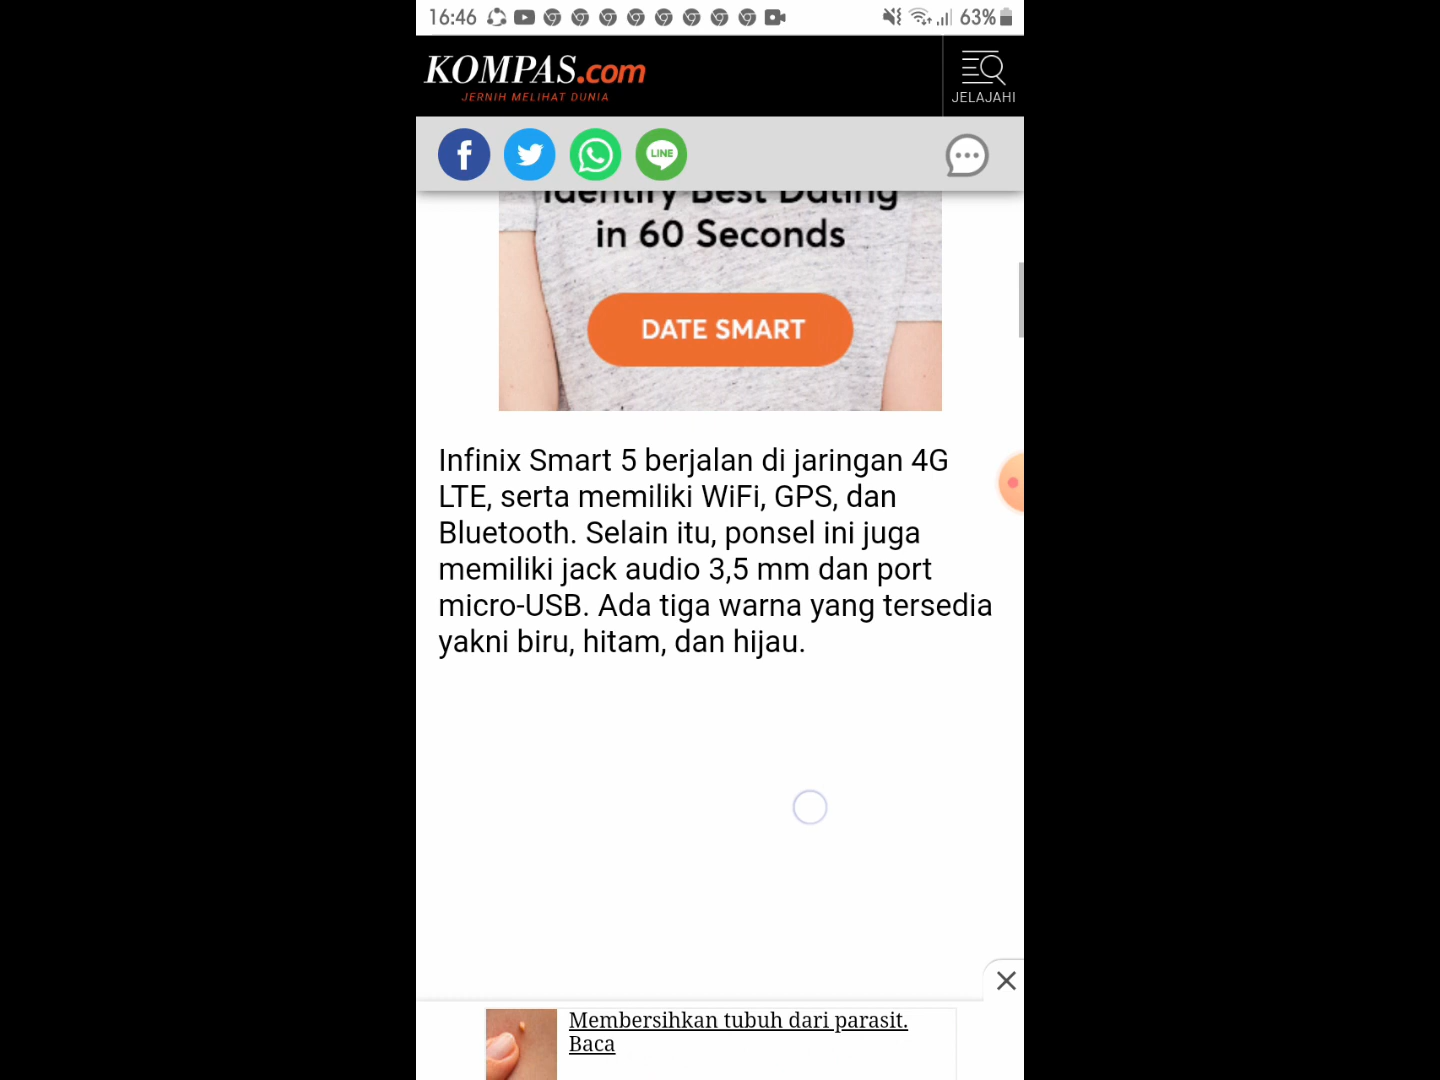 16:46
63%
KOMPAS.com
JERNIH MELIHAT DUNIA
JELAJAHI
LINE
Identify Best Dating
in 60 Seconds
DATE SMART
Infinix Smart 5 berjalan di jaringan 4G
LTE, serta memiliki WiFi, GPS, dan
Bluetooth. Selain itu, ponsel ini juga
memiliki jack audio 3,5 mm dan port
micro-USB. Ada tiga warna yang tersedia
yakni biru, hitam, dan hijau.
Membersihkan tubuh dari parasit.
Baca